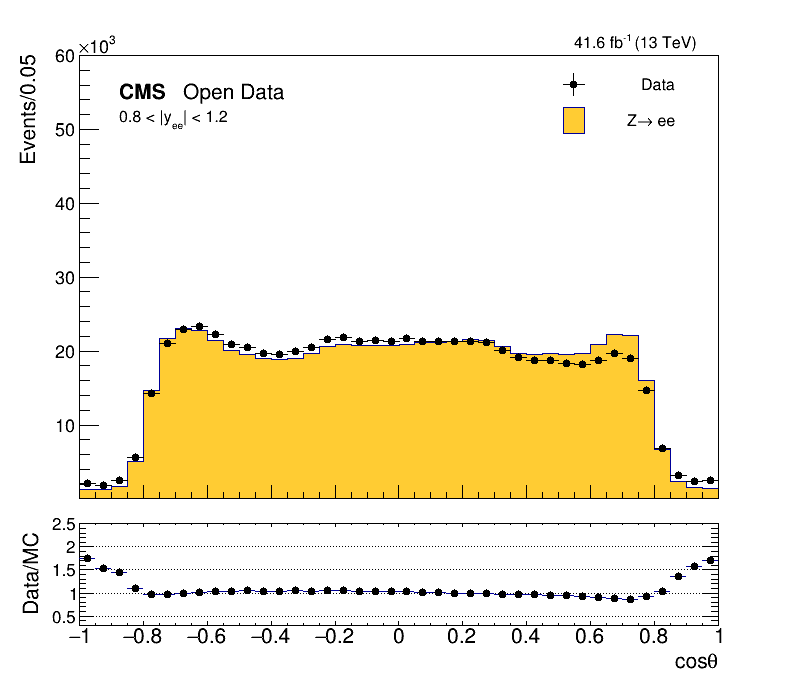 ×10³
41.6 fb⁻¹ (13 TeV)
Events/0.05
60
50
40
30
20
10
CMS Open Data
0.8 < |y_ee| < 1.2
Data
Z→ ee
Data/MC
2.5
2
1.5
1
0.5
−1 −0.8 −0.6 −0.4 −0.2 0 0.2 0.4 0.6 0.8 1
cosθ